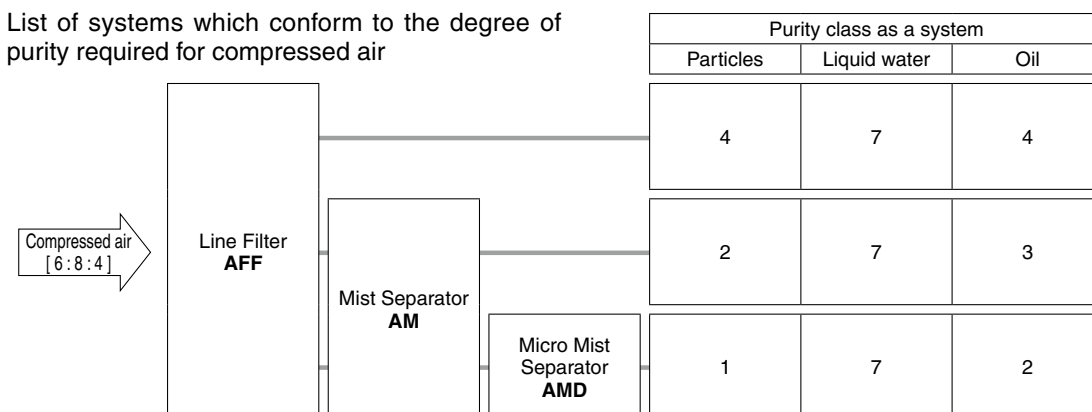 List of systems which conform to the degree of
purity required for compressed air
Purity class as a system
Particles Liquid water Oil
4 7 4
Compressed air
[6:8:4]
Line Filter
AFF
2 7 3
Mist Separator
AM
Micro Mist
Separator
AMD
1 7 2